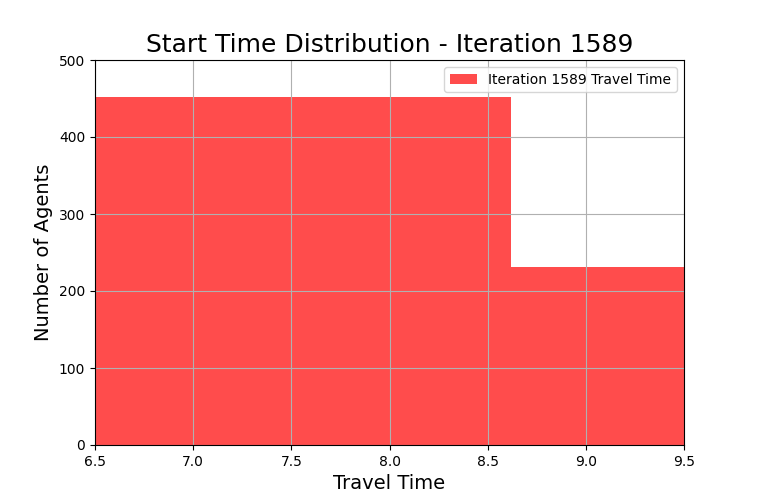 Start Time Distribution - Iteration 1589
Iteration 1589 Travel Time
Number of Agents
500
400
300
200
100
0
6.5 7.0 7.5 8.0 8.5 9.0 9.5
Travel Time